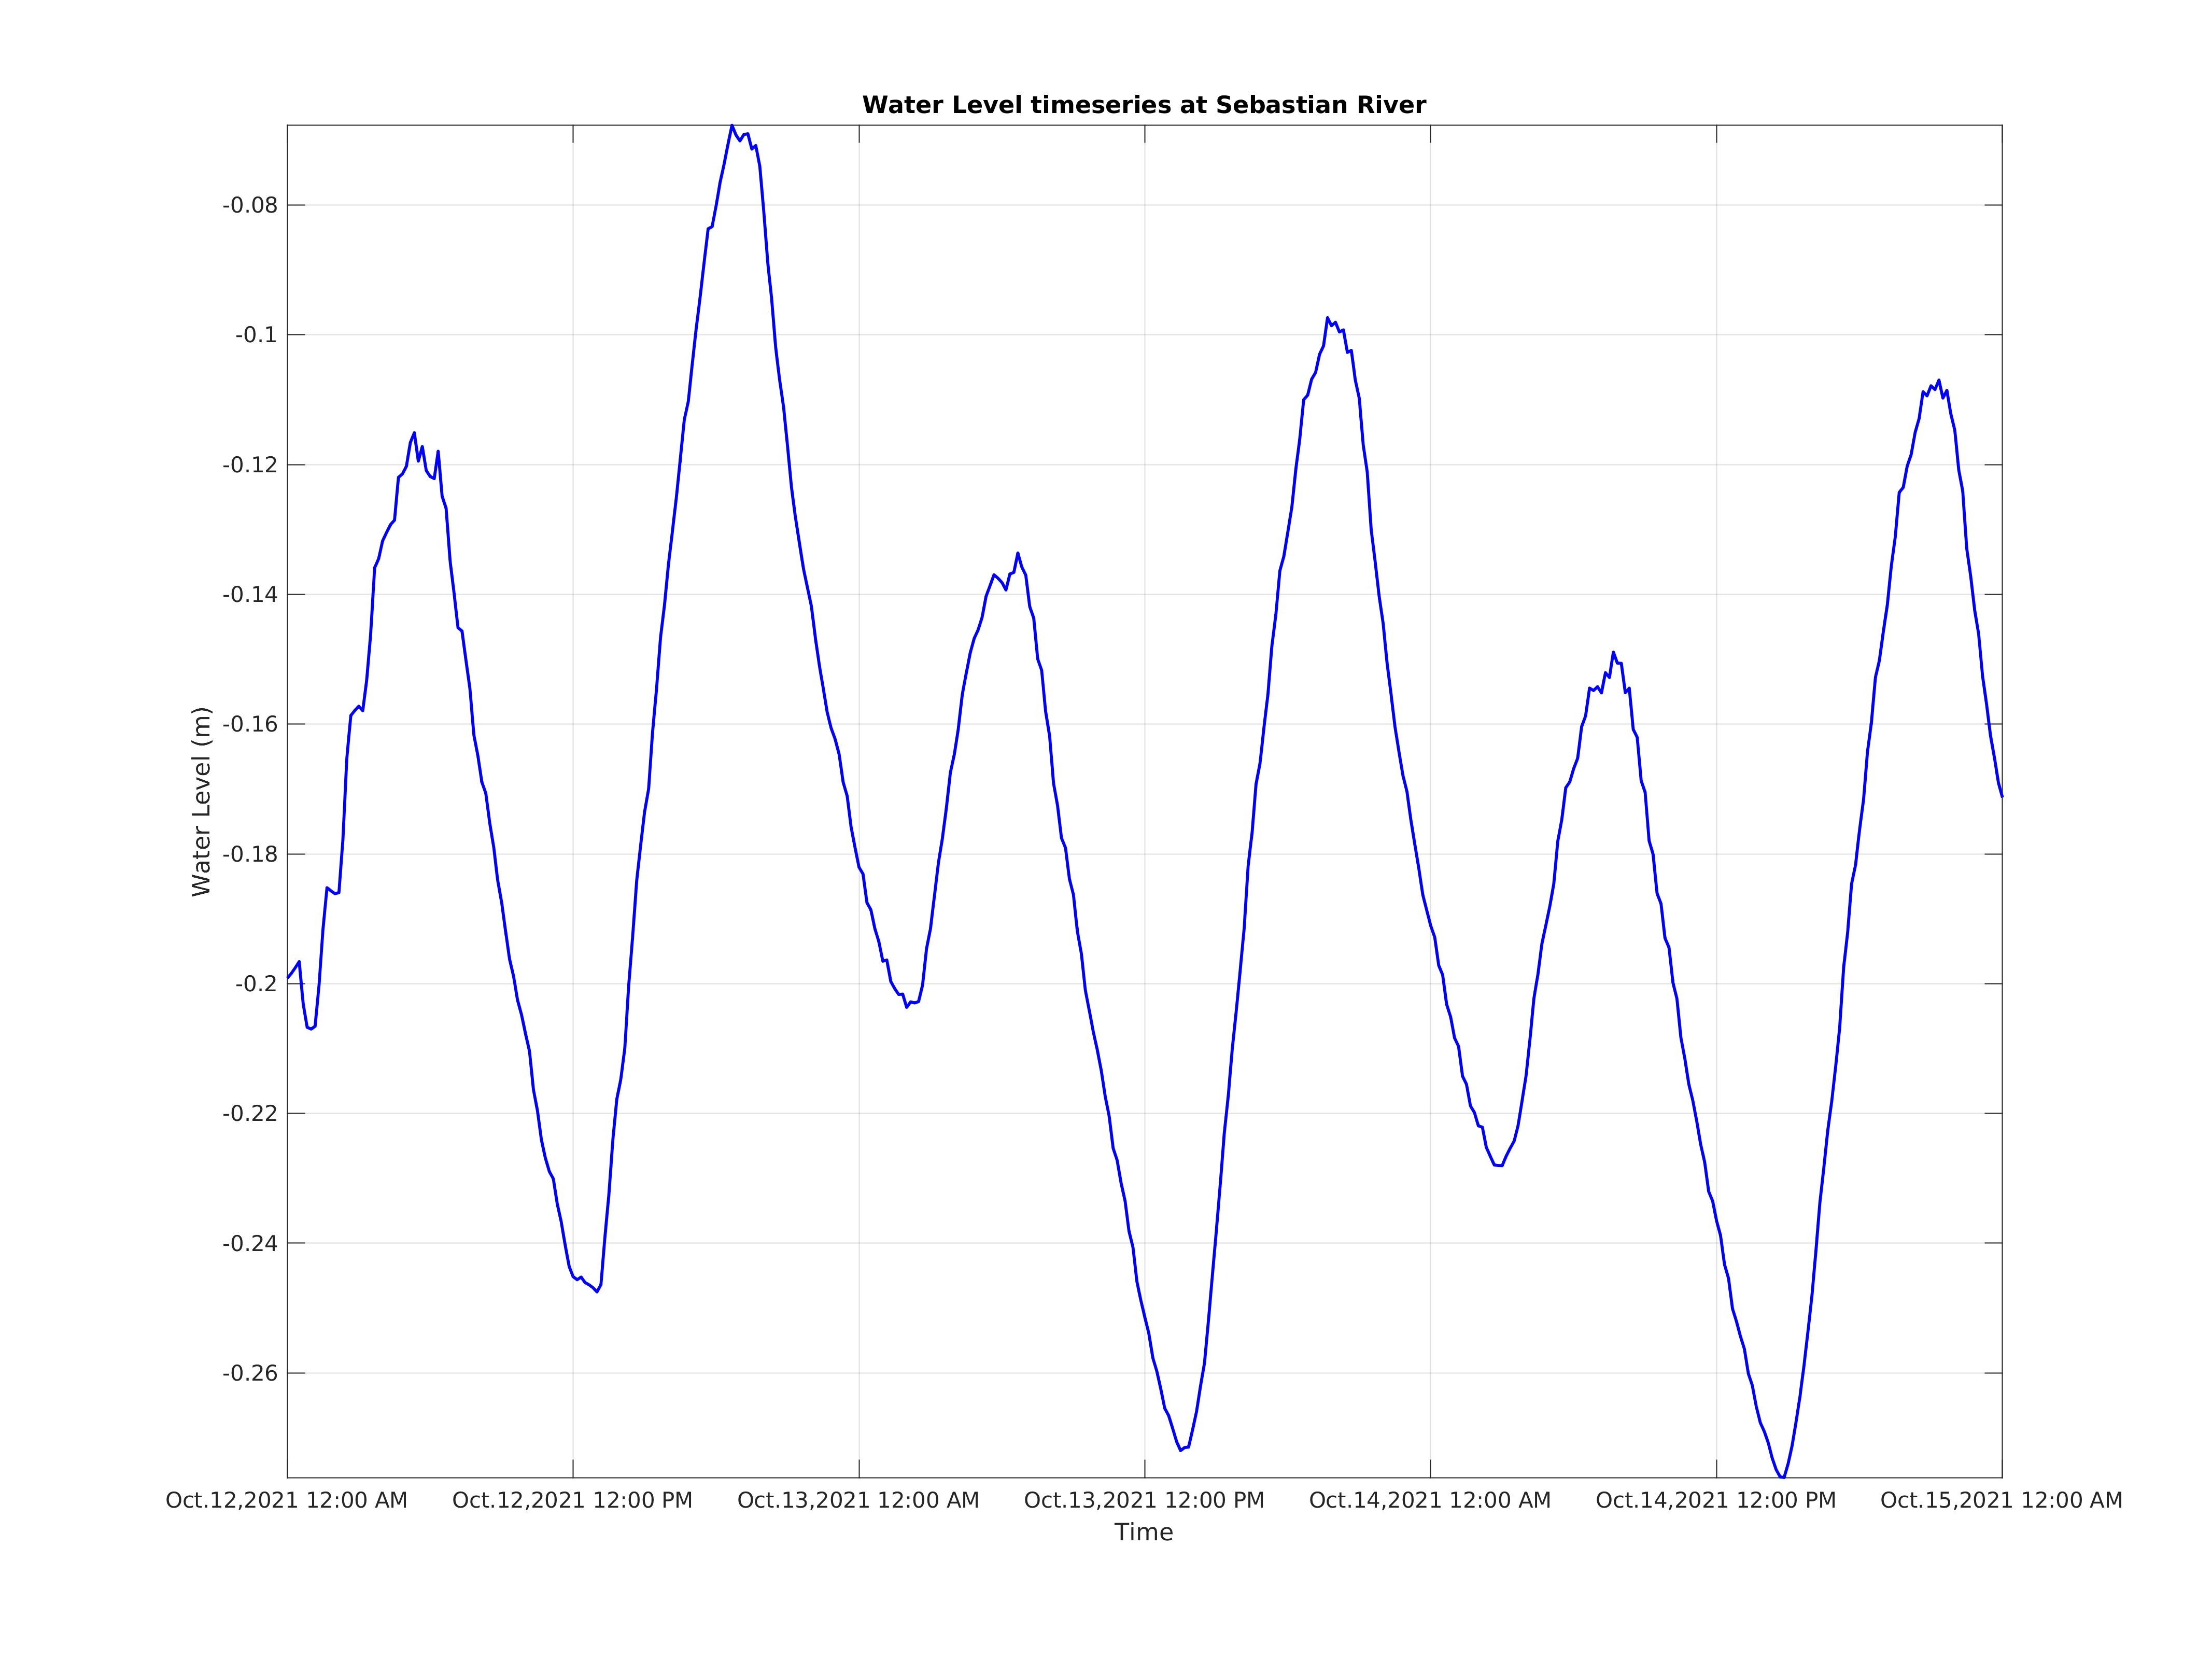 Water Level timeseries at Sebastian River
-0.08
-0.1
-0.12
-0.14
-0.16
-0.18
-0.2
-0.22
-0.24
-0.26
Water Level (m)
Oct.12,2021 12:00 AM
Oct.12,2021 12:00 PM
Oct.13,2021 12:00 AM
Oct.13,2021 12:00 PM
Oct.14,2021 12:00 AM
Oct.14,2021 12:00 PM
Oct.15,2021 12:00 AM
Time